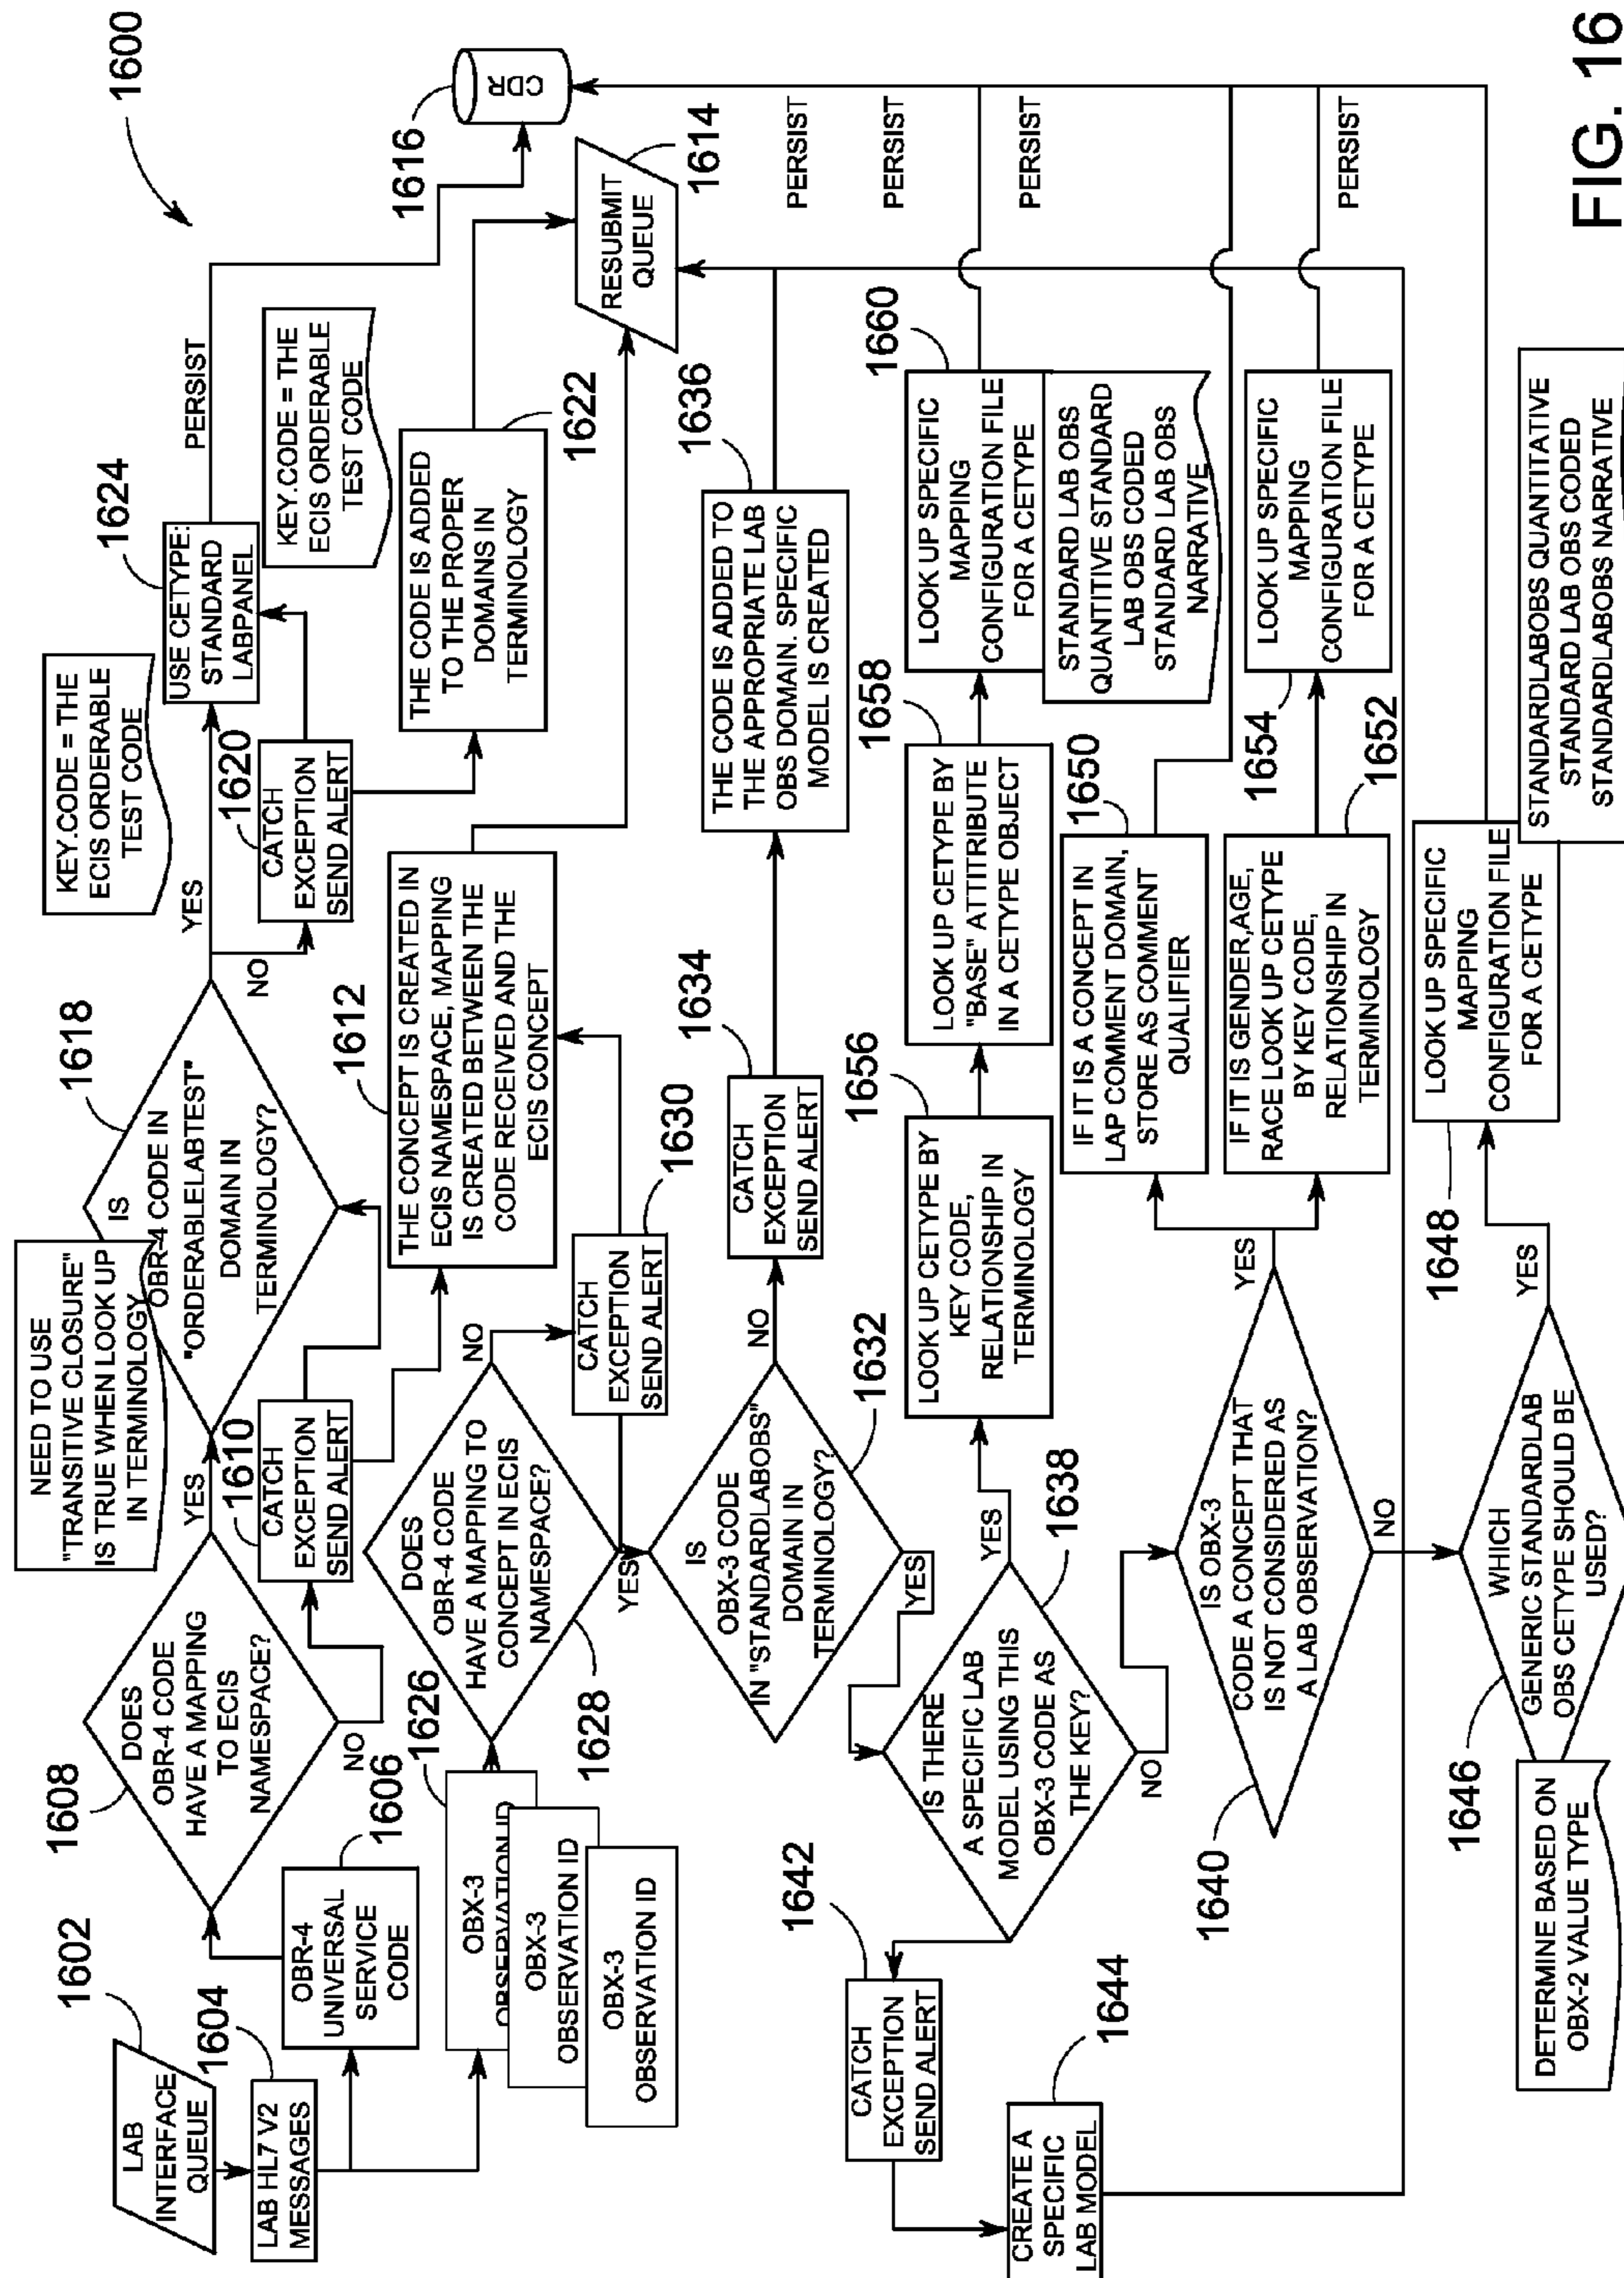 1600
LAB
INTERFACE
QUEUE
1602
LAB HL7 V2
MESSAGES
1604
OBR-4
UNIVERSAL
SERVICE
CODE
1606
DOES
OBR-4 CODE
HAVE A MAPPING
TO ECIS
NAMESPACE?
1608
YES
NO
NEED TO USE
"TRANSITIVE CLOSURE"
IS TRUE WHEN LOOK UP
IN TERMINOLOGY
1610
CATCH
EXCEPTION
SEND ALERT
IS
OBR-4 CODE IN
"ORDERABLELABTEST"
DOMAIN IN
TERMINOLOGY?
1618
YES
NO
KEY.CODE = THE
ECIS ORDERABLE
TEST CODE
1620
CATCH
EXCEPTION
SEND ALERT
USE CETYPE:
STANDARD
LABPANEL
1624
PERSIST
KEY.CODE = THE
ECIS ORDERABLE
TEST CODE
THE CODE IS ADDED
TO THE PROPER
DOMAINS IN
TERMINOLOGY
1622
CDR
1616
RESUBMIT
QUEUE
1614
THE CONCEPT IS CREATED IN
ECIS NAMESPACE, MAPPING
IS CREATED BETWEEN THE
CODE RECEIVED AND THE
ECIS CONCEPT
1612
1626
OBX-3
OBSERVATION ID
OBX-3
OBSERVATION ID
OBX-3
OBSERVATION ID
DOES
OBR-4 CODE
HAVE A MAPPING TO
CONCEPT IN ECIS
NAMESPACE?
1628
NO
YES
CATCH
EXCEPTION
SEND ALERT
1630
IS
OBX-3 CODE
IN "STANDARDLABOBS"
DOMAIN IN
TERMINOLOGY?
1632
NO
YES
CATCH
EXCEPTION
SEND ALERT
1634
THE CODE IS ADDED TO
THE APPROPRIATE LAB
OBS DOMAIN. SPECIFIC
MODEL IS CREATED
1636
PERSIST
IS THERE
A SPECIFIC LAB
MODEL USING THIS
OBX-3 CODE AS
THE KEY?
1638
YES
NO
LOOK UP CETYPE BY
KEY CODE,
RELATIONSHIP IN
TERMINOLOGY
1656
LOOK UP CETYPE BY
"BASE" ATTITRIBUTE
IN A CETYPE OBJECT
1658
LOOK UP SPECIFIC
MAPPING
CONFIGURATION FILE
FOR A CETYPE
1660
PERSIST
STANDARD LAB OBS
QUANTITIVE STANDARD
LAB OBS CODED
STANDARD LAB OBS
NARRATIVE
1642
CATCH
EXCEPTION
SEND ALERT
CREATE A
SPECIFIC
LAB MODEL
1644
IS OBX-3
CODE A CONCEPT THAT
IS NOT CONSIDERED AS
A LAB OBSERVATION?
1640
YES
NO
IF IT IS A CONCEPT IN
LAP COMMENT DOMAIN,
STORE AS COMMENT
QUALIFIER
1650
PERSIST
IF IT IS GENDER,AGE,
RACE LOOK UP CETYPE
BY KEY CODE,
RELATIONSHIP IN
TERMINOLOGY
1652
LOOK UP SPECIFIC
MAPPING
CONFIGURATION FILE
FOR A CETYPE
1654
PERSIST
DETERMINE BASED ON
OBX-2 VALUE TYPE
1646
WHICH
GENERIC STANDARDLAB
OBS CETYPE SHOULD BE
USED?
YES
1648
LOOK UP SPECIFIC
MAPPING
CONFIGURATION FILE
FOR A CETYPE
STANDARDLABOBS QUANTITATIVE
STANDARD LAB OBS CODED
STANDARDLABOBS NARRATIVE
FIG. 16